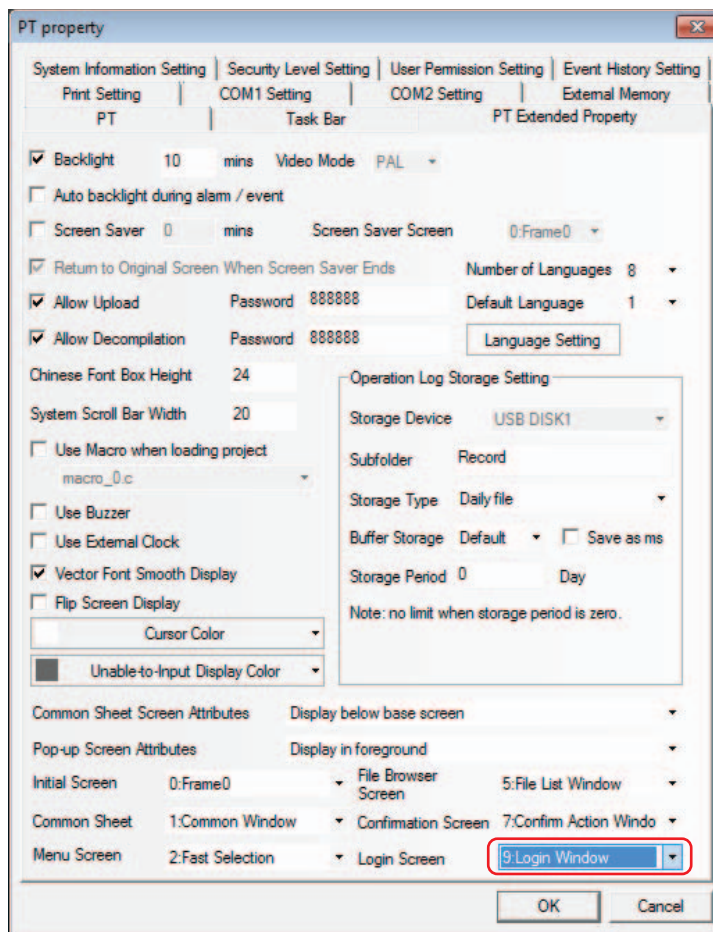 PT property
System Information Setting Security Level Setting User Permission Setting Event History Setting
Print Setting COM1 Setting COM2 Setting External Memory
PT Task Bar PT Extended Property
Backlight 10 mins Video Mode PAL
Auto backlight during alarm / event
Screen Saver 0 mins Screen Saver Screen 0:Frame0
Return to Original Screen When Screen Saver Ends Number of Languages 8
Allow Upload Password 888888 Default Language 1
Allow Decompilation Password 888888 Language Setting
Chinese Font Box Height 24
System Scroll Bar Width 20
Use Macro when loading project
macro_0.c
Use Buzzer
Use External Clock
Vector Font Smooth Display
Flip Screen Display
Cursor Color
Unable-to-Input Display Color
Operation Log Storage Setting
Storage Device USB DISK1
Subfolder Record
Storage Type Daily file
Buffer Storage Default Save as ms
Storage Period 0 Day
Note: no limit when storage period is zero.
Common Sheet Screen Attributes Display below base screen
Pop-up Screen Attributes Display in foreground
Initial Screen 0:Frame0 File Browser Screen 5:File List Window
Common Sheet 1:Common Window Confirmation Screen 7:Confirm Action Windo
Menu Screen 2:Fast Selection Login Screen 9:Login Window
OK Cancel